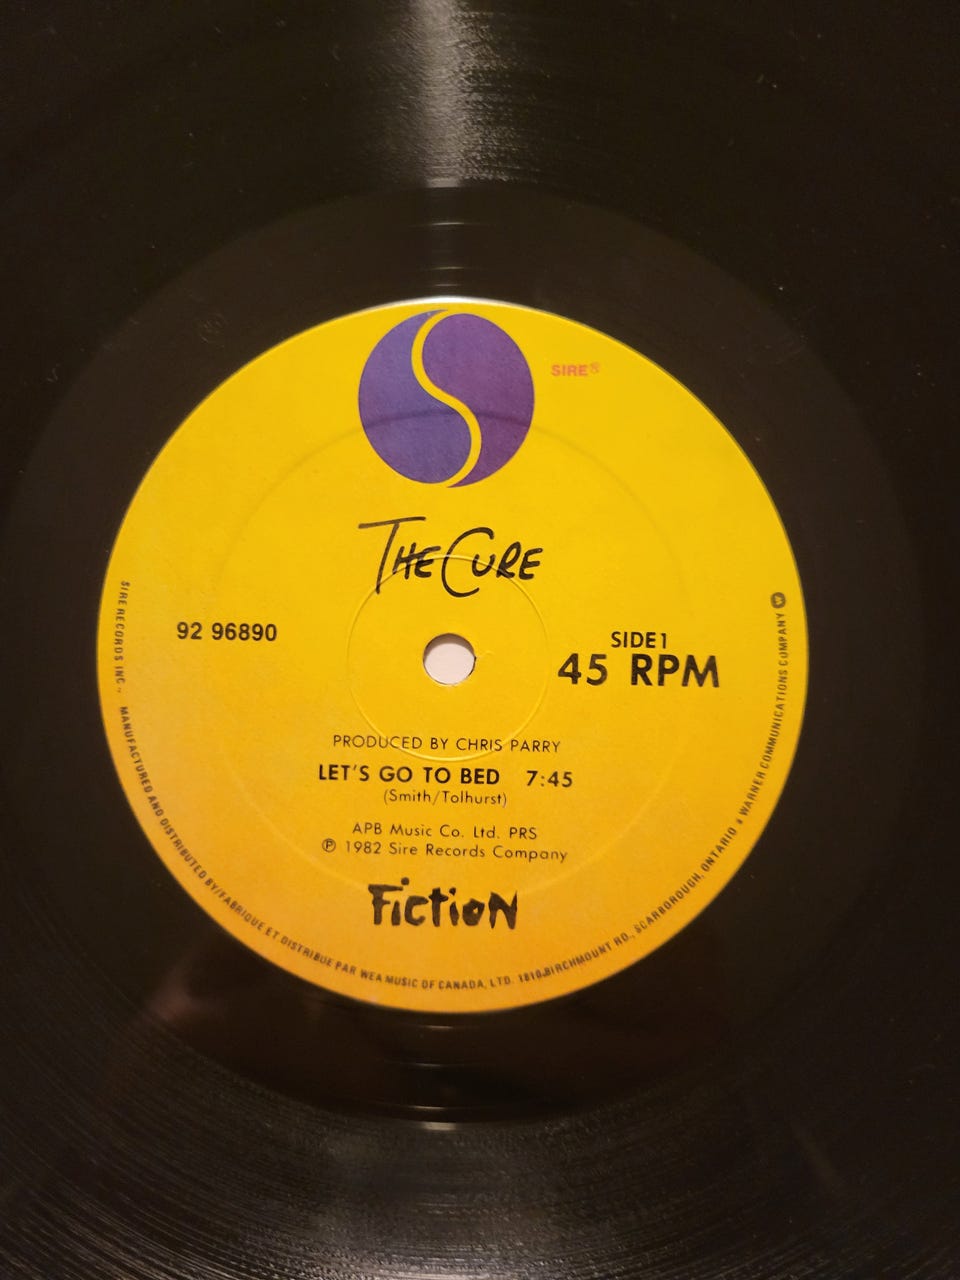 SIRE®
THE CURE
92 96890
SIDE 1
45 RPM
PRODUCED BY CHRIS PARRY
LET'S GO TO BED 7:45
(Smith/Tolhurst)
APB Music Co. Ltd. PRS
℗ 1982 Sire Records Company
FiCtiON
SIRE RECORDS INC., MANUFACTURED AND DISTRIBUTED BY/FABRIQUE ET DISTRIBUE PAR WEA MUSIC OF CANADA, LTD. 1810 BIRCHMOUNT RD., SCARBOROUGH, ONTARIO a WARNER COMMUNICATIONS COMPANY